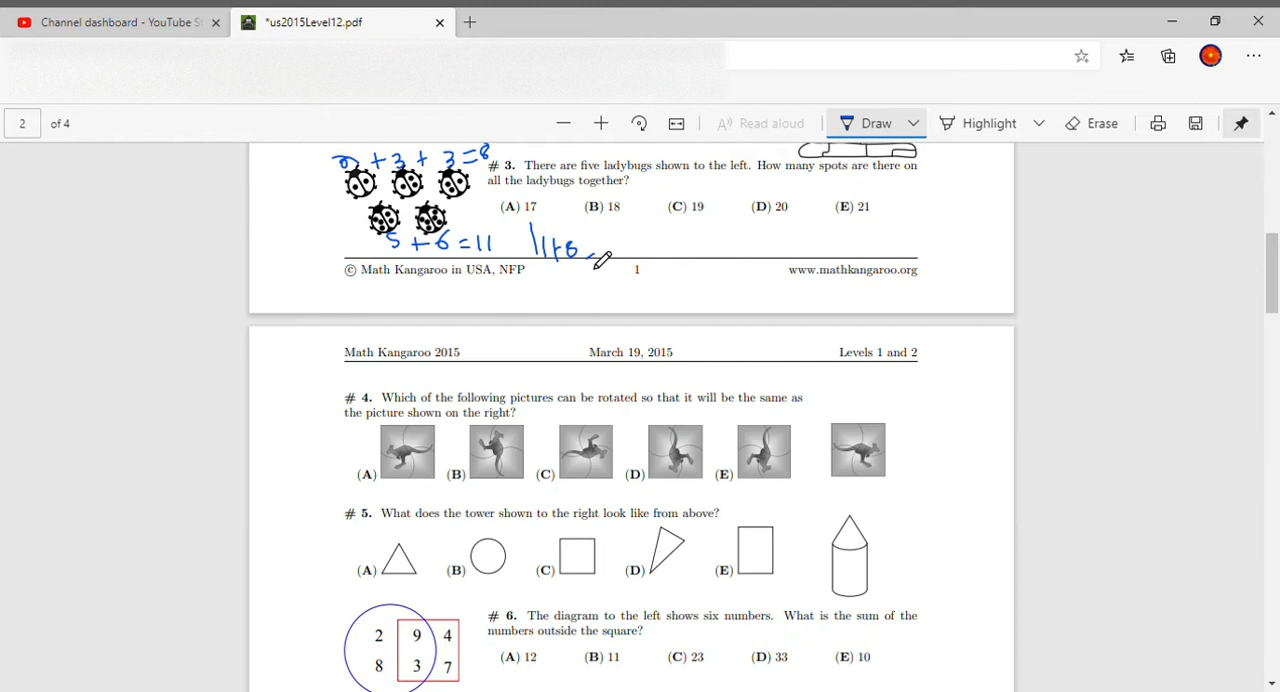 Channel dashboard - YouTube S
*us2015Level12.pdf
2 of 4
Read aloud
Draw
Highlight
Erase
2 + 3 + 3 = 8
# 3. There are five ladybugs shown to the left. How many spots are there on
all the ladybugs together?
(A) 17 (B) 18 (C) 19 (D) 20 (E) 21
5 + 6 = 11
11+8 =
© Math Kangaroo in USA, NFP 1 www.mathkangaroo.org
Math Kangaroo 2015 March 19, 2015 Levels 1 and 2
# 4. Which of the following pictures can be rotated so that it will be the same as
the picture shown on the right?
(A) (B) (C) (D) (E)
# 5. What does the tower shown to the right look like from above?
(A) (B) (C) (D) (E)
# 6. The diagram to the left shows six numbers. What is the sum of the
numbers outside the square?
2 9 4
8 3 7
(A) 12 (B) 11 (C) 23 (D) 33 (E) 10